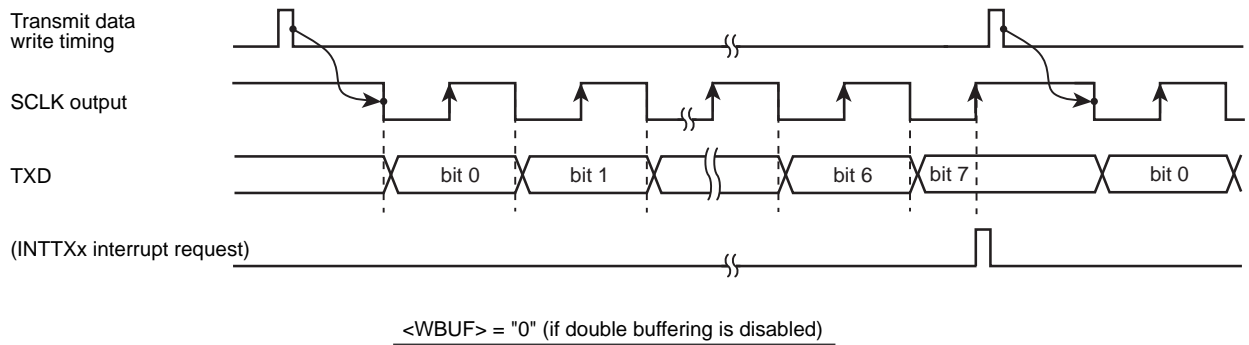 Transmit data
write timing
SCLK output
TXD
bit 0
bit 1
bit 6
bit 7
bit 0
(INTTXx interrupt request)
<WBUF> = "0" (if double buffering is disabled)